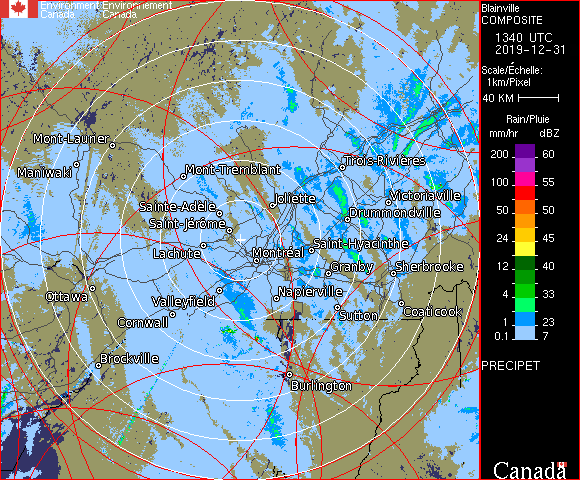 Environment Environnement
Canada Canada
Blainville
COMPOSITE
1340 UTC
2019-12-31
Scale/Échelle:
1km/Pixel
40 KM
Rain/Pluie
mm/hr dBZ
200 60
100 55
50 50
24 45
12 40
4 33
1 23
0.1 7
PRECIPET
Canada
Mont-Laurier
Maniwaki
Mont-Tremblant
Trois-Rivières
Sainte-Adèle
Joliette
Victoriaville
Saint-Jérôme
Drummondville
Lachute
Montréal
Saint-Hyacinthe
Granby
Sherbrooke
Ottawa
Valleyfield
Napierville
Cornwall
Sutton
Coaticook
Brockville
Burlington